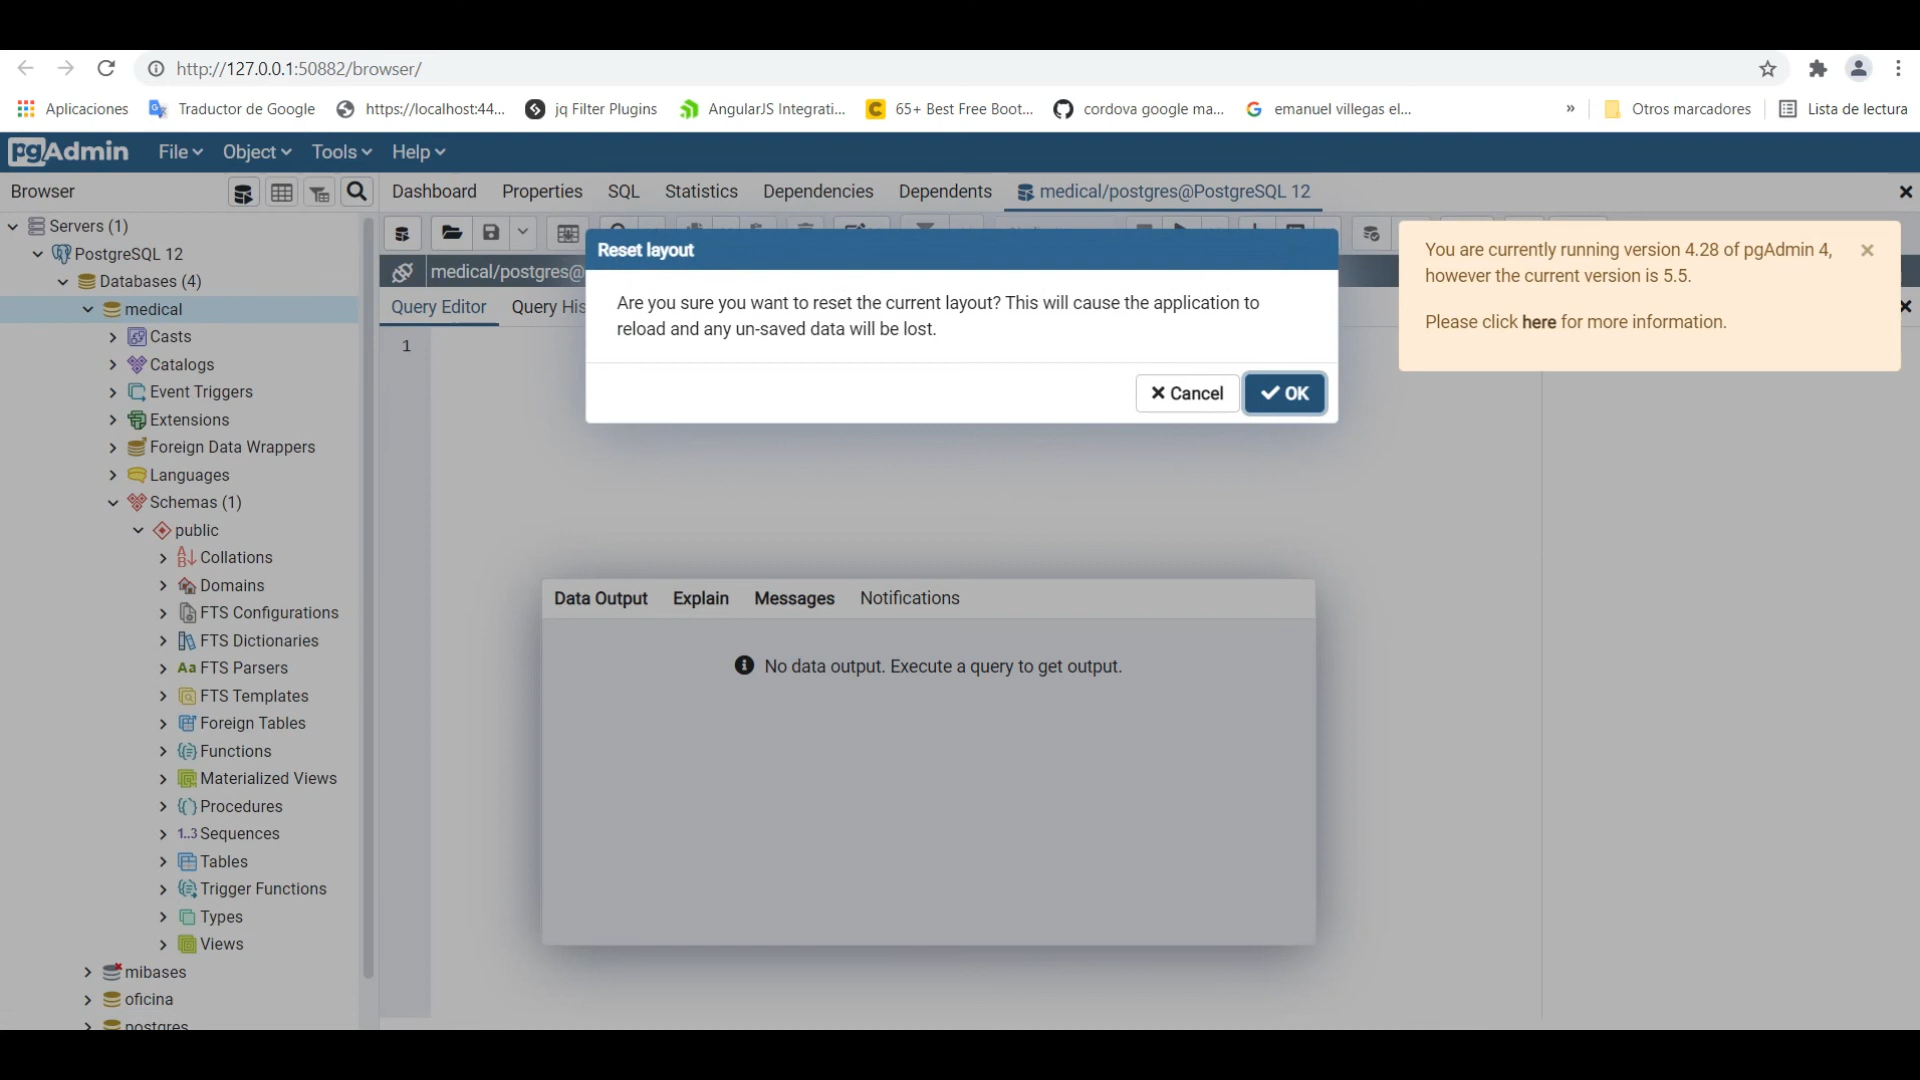 http://127.0.0.1:50882/browser/
Aplicaciones
Traductor de Google
https://localhost:44...
jq Filter Plugins
AngularJS Integrati...
65+ Best Free Boot...
cordova google ma...
emanuel villegas el...
»
Otros marcadores
Lista de lectura
pgAdmin
File
Object
Tools
Help
Browser
Dashboard
Properties
SQL
Statistics
Dependencies
Dependents
medical/postgres@PostgreSQL 12
Servers (1)
PostgreSQL 12
Databases (4)
medical
Casts
Catalogs
Event Triggers
Extensions
Foreign Data Wrappers
Languages
Schemas (1)
public
Collations
Domains
FTS Configurations
FTS Dictionaries
FTS Parsers
FTS Templates
Foreign Tables
Functions
Materialized Views
Procedures
1..3 Sequences
Tables
Trigger Functions
Types
Views
mibases
oficina
postgres
medical/postgres@
Query Editor
Query His
1
Reset layout
Are you sure you want to reset the current layout? This will cause the application to
reload and any un-saved data will be lost.
Cancel
OK
You are currently running version 4.28 of pgAdmin 4,
however the current version is 5.5.
Please click here for more information.
Data Output
Explain
Messages
Notifications
No data output. Execute a query to get output.